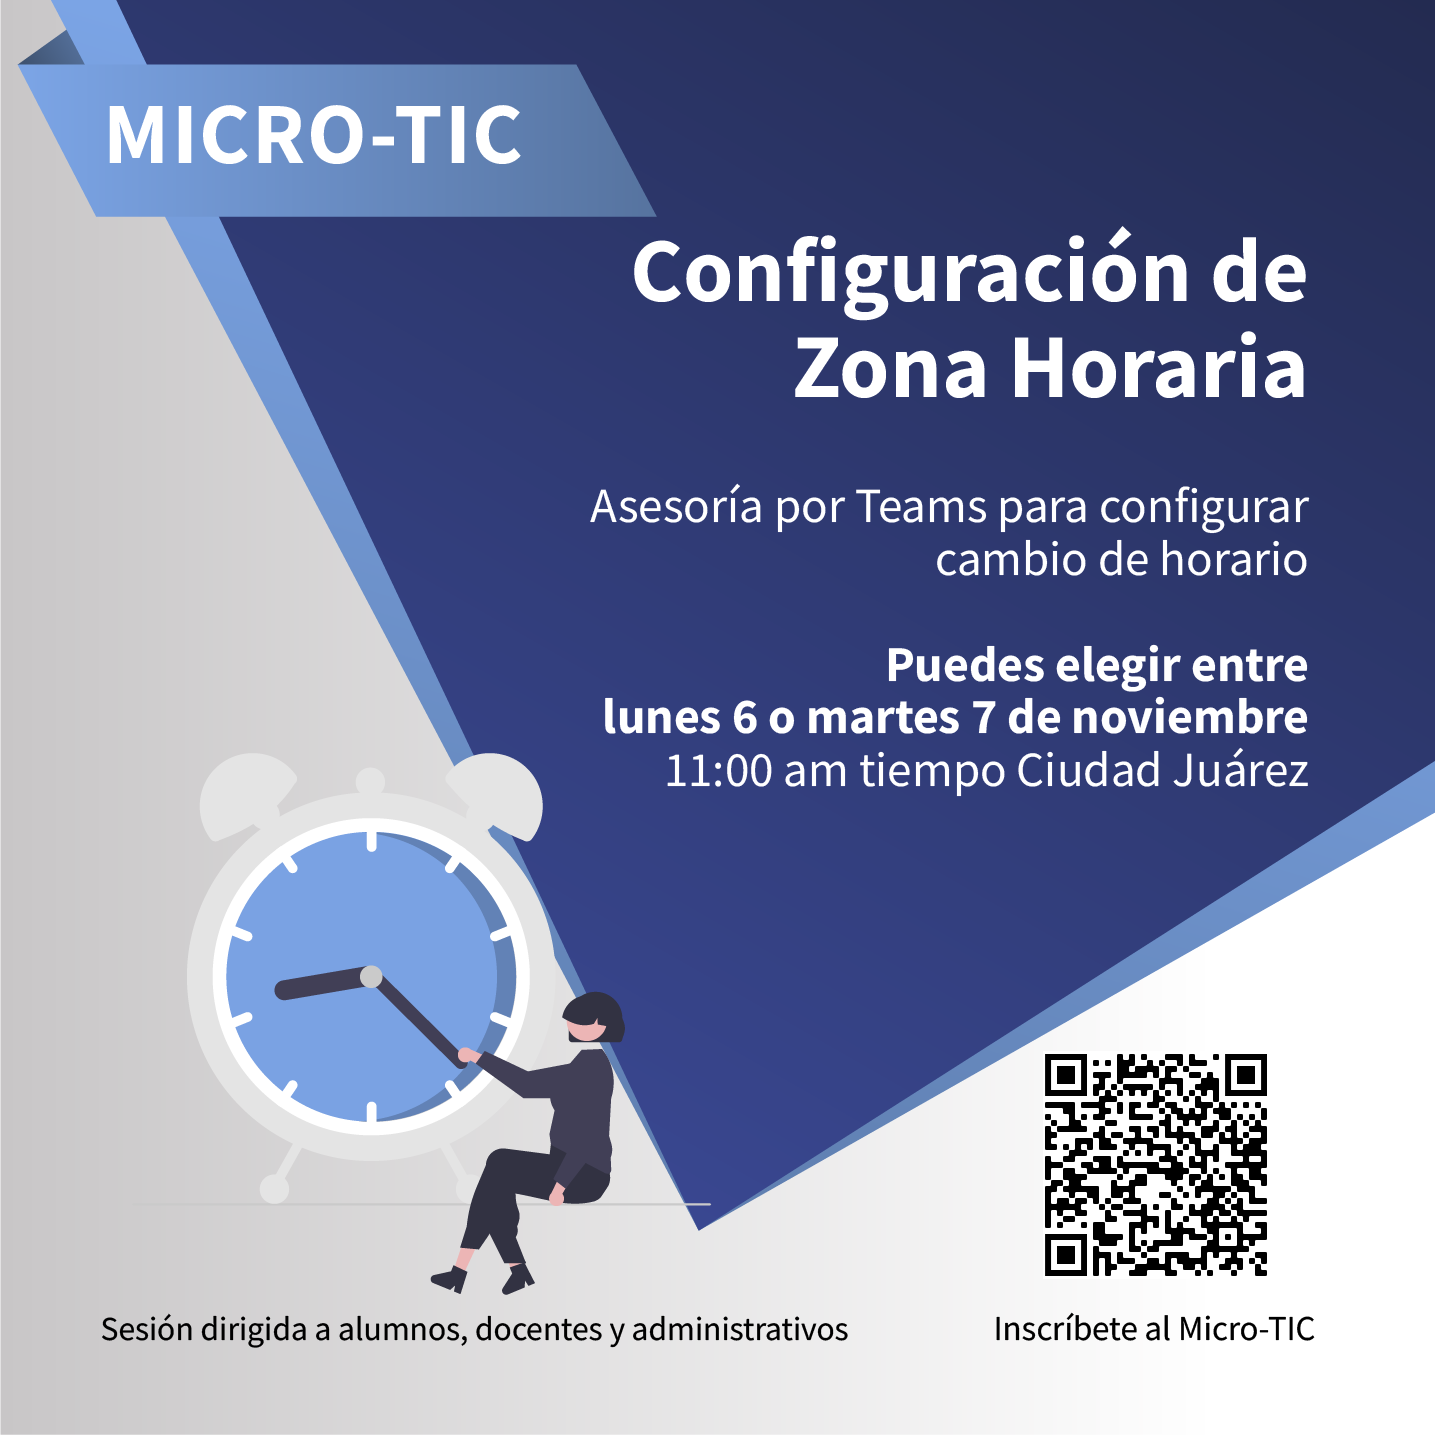 MICRO-TIC
Configuración de
Zona Horaria
Asesoría por Teams para configurar
cambio de horario
Puedes elegir entre
lunes 6 o martes 7 de noviembre
11:00 am tiempo Ciudad Juárez
Sesión dirigida a alumnos, docentes y administrativos
Inscríbete al Micro-TIC